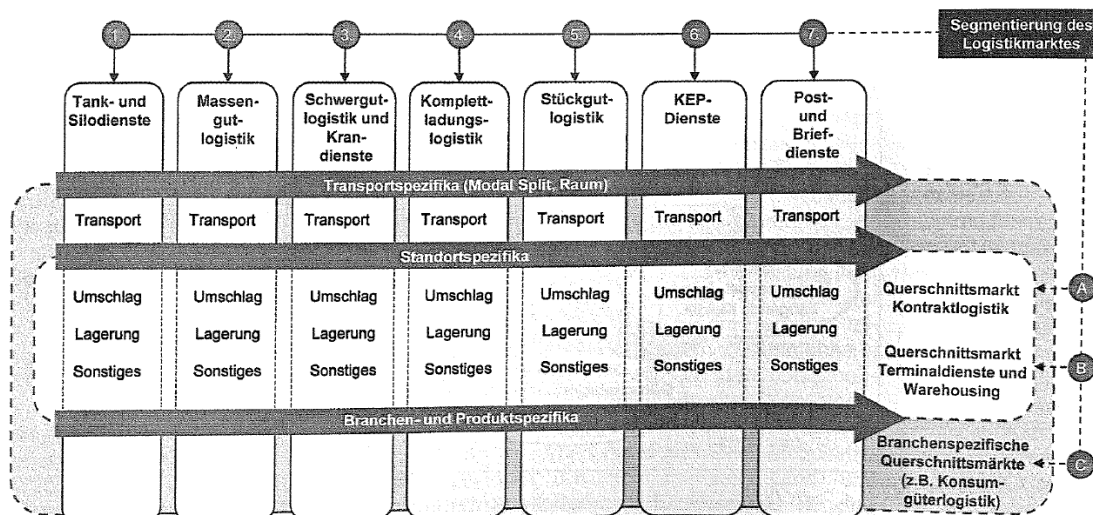 Segmentierung des
Logistikmarktes
1. 2. 3. 4. 5. 6. 7.
Tank- und
Silodienste
Massen-
gut-
logistik
Schwergut-
logistik und
Kran-
dienste
Komplett-
ladungs-
logistik
Stückgut-
logistik
KEP-
Dienste
Post-
und
Brief-
dienste
Transportspezifika (Modal Split, Raum)
Transport Transport Transport Transport Transport Transport Transport
Standortspezifika
Umschlag Umschlag Umschlag Umschlag Umschlag Umschlag Umschlag
Lagerung Lagerung Lagerung Lagerung Lagerung Lagerung Lagerung
Sonstiges Sonstiges Sonstiges Sonstiges Sonstiges Sonstiges Sonstiges
Querschnittsmarkt
Kontraktlogistik
A
Querschnittsmarkt
Terminaldienste und
Warehousing
B
Branchen- und Produktspezifika
Branchenspezifische
Querschnittsmärkte
(z.B. Konsum-
güterlogistik)
C